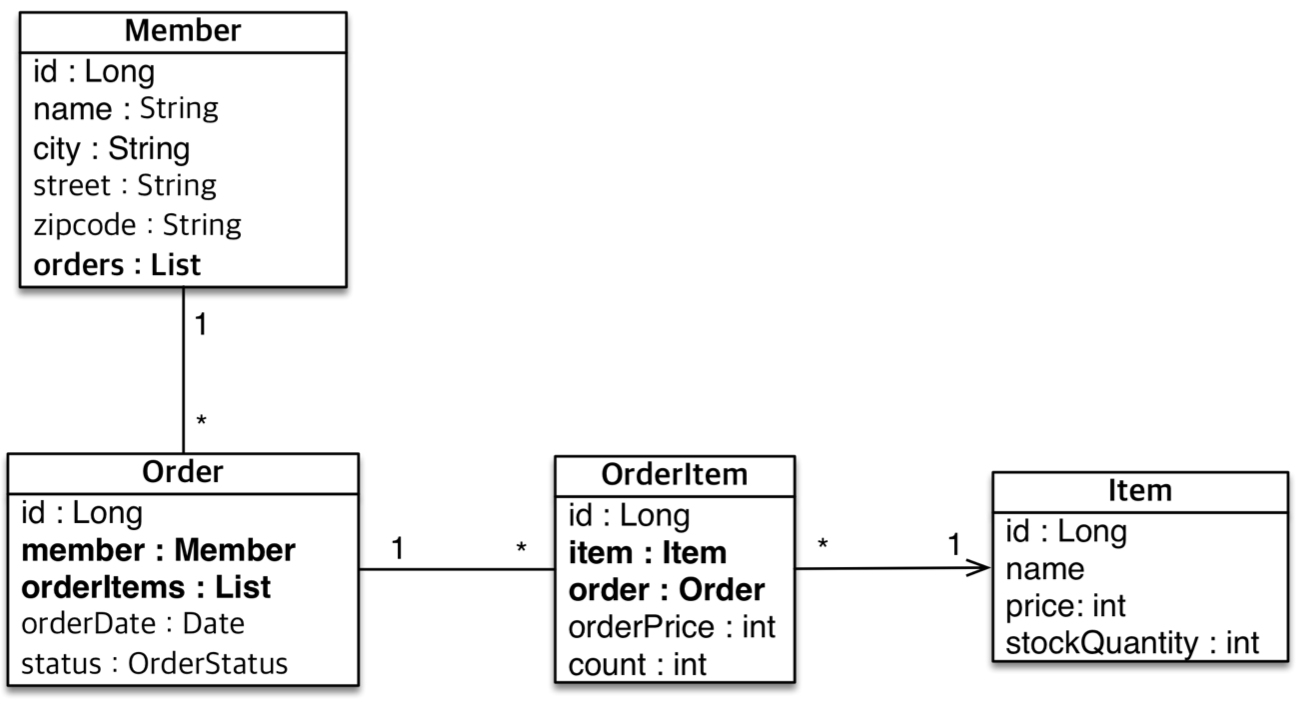 Member
id : Long
name : String
city : String
street : String
zipcode : String
orders : List
1
*
Order
id : Long
member : Member
orderItems : List
orderDate : Date
status : OrderStatus
1
*
OrderItem
id : Long
item : Item
order : Order
orderPrice : int
count : int
*
1
Item
id : Long
name
price: int
stockQuantity : int